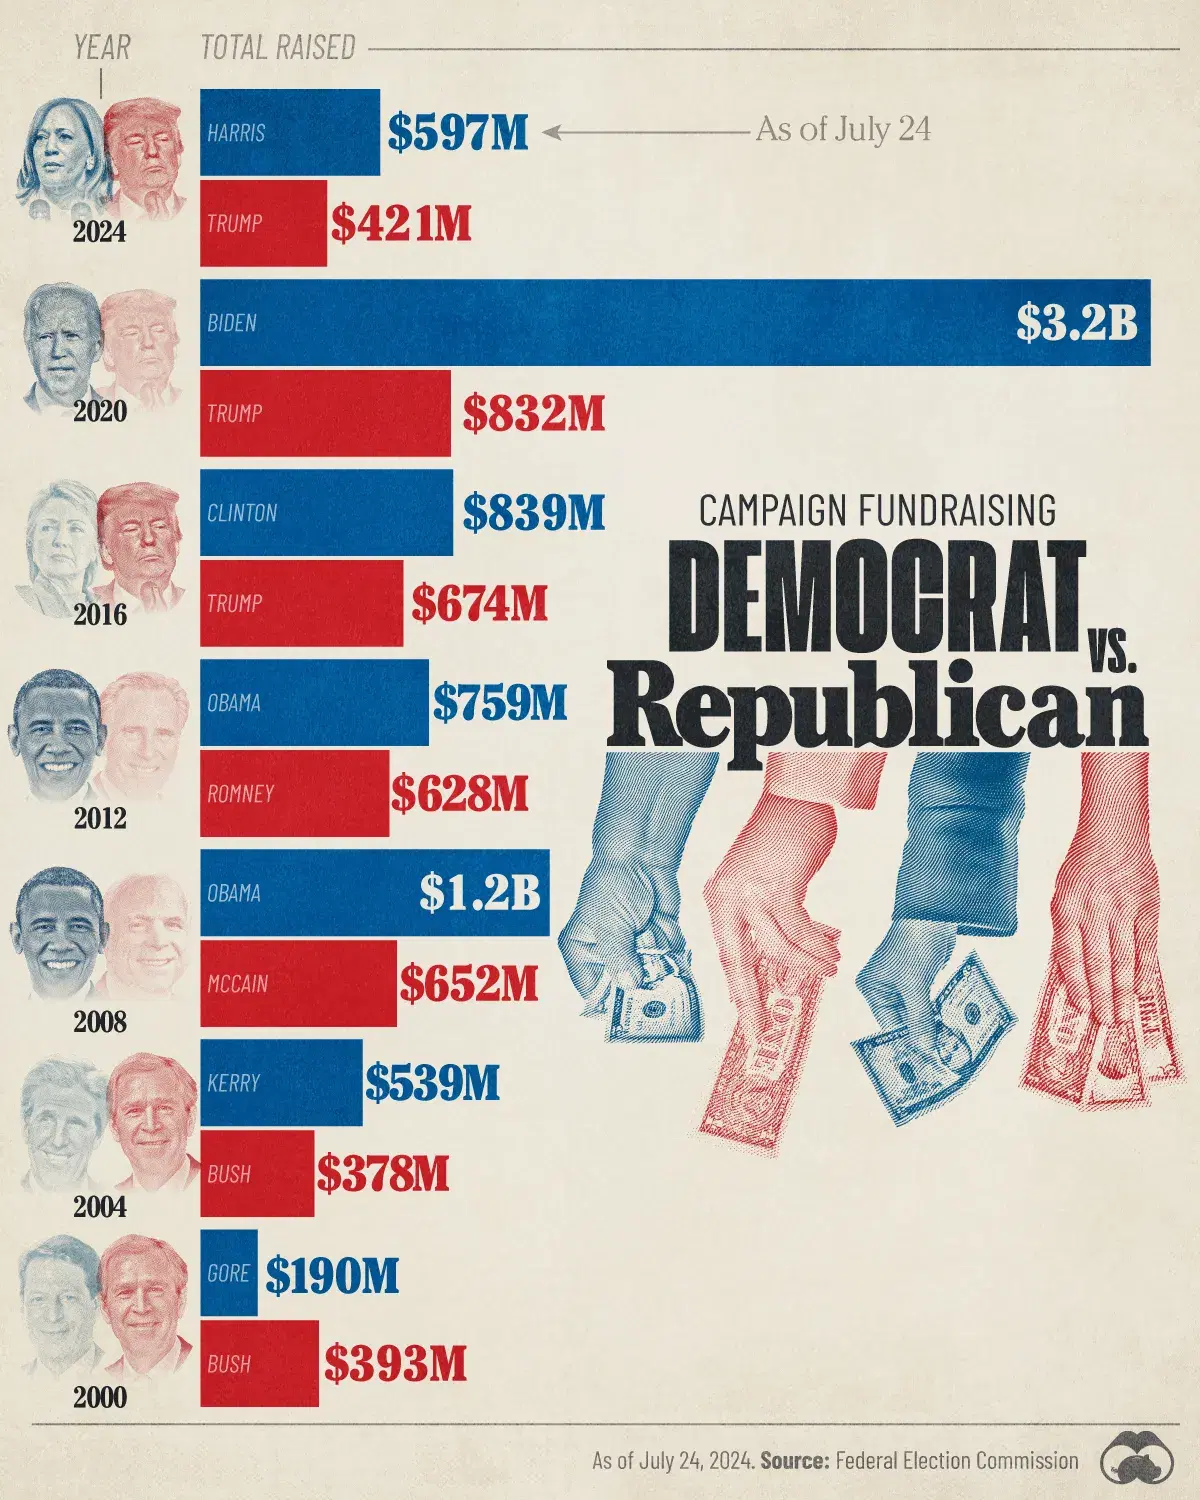 YEAR
TOTAL RAISED
HARRIS
$597M
As of July 24
TRUMP
$421M
2024
BIDEN
$3.2B
TRUMP
$832M
2020
CLINTON
$839M
TRUMP
$674M
2016
CAMPAIGN FUNDRAISING
DEMOCRAT
VS.
Republican
OBAMA
$759M
ROMNEY
$628M
2012
OBAMA
$1.2B
MCCAIN
$652M
2008
KERRY
$539M
BUSH
$378M
2004
GORE
$190M
BUSH
$393M
2000
As of July 24, 2024. Source: Federal Election Commission